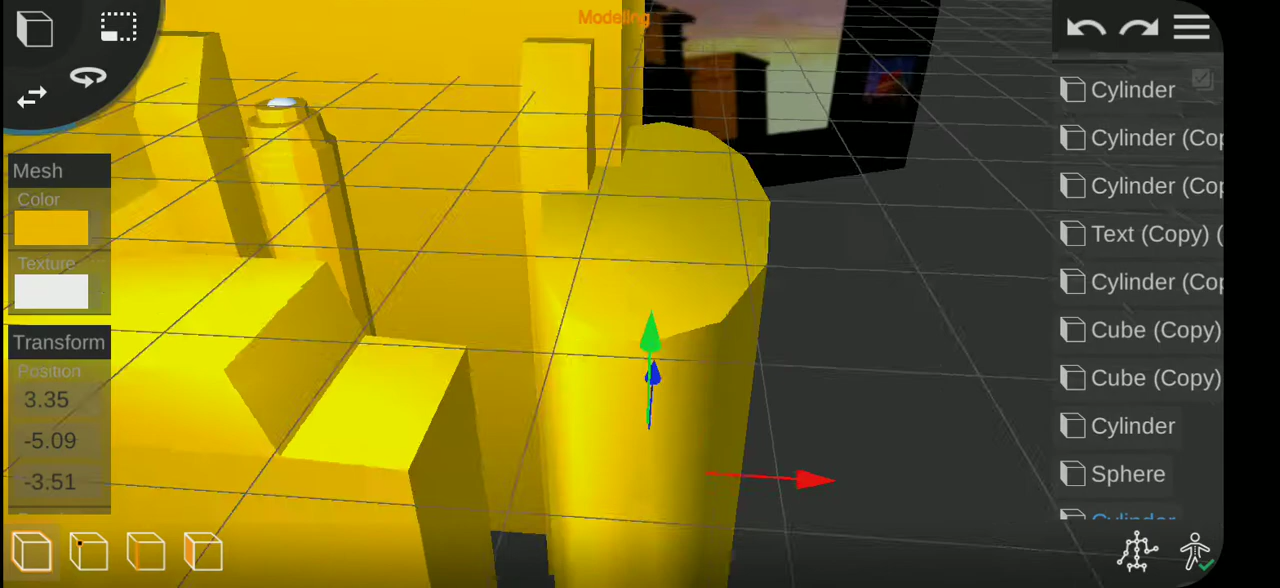 Modeling
Mesh
Color
Texture
Transform
Position
3.35
-5.09
-3.51
Cylinder
Cylinder (Cop
Cylinder (Cop
Text (Copy) (
Cylinder (Cop
Cube (Copy)
Cube (Copy)
Cylinder
Sphere
Cylinder